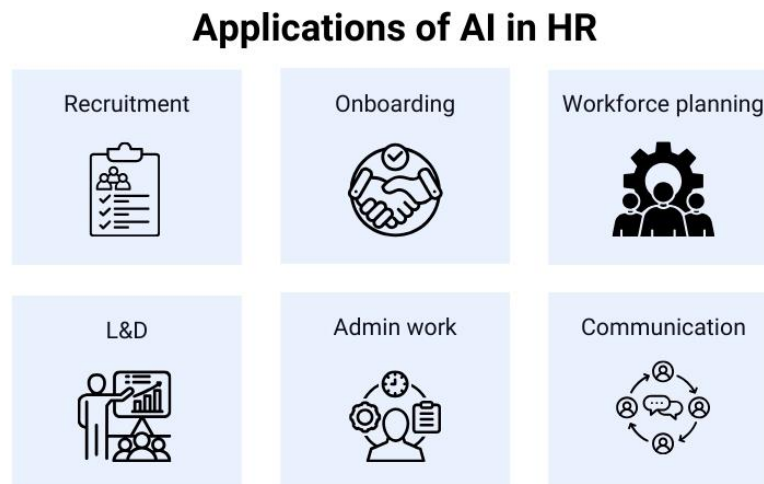 Applications of AI in HR
Recruitment
Onboarding
Workforce planning
L&D
Admin work
Communication